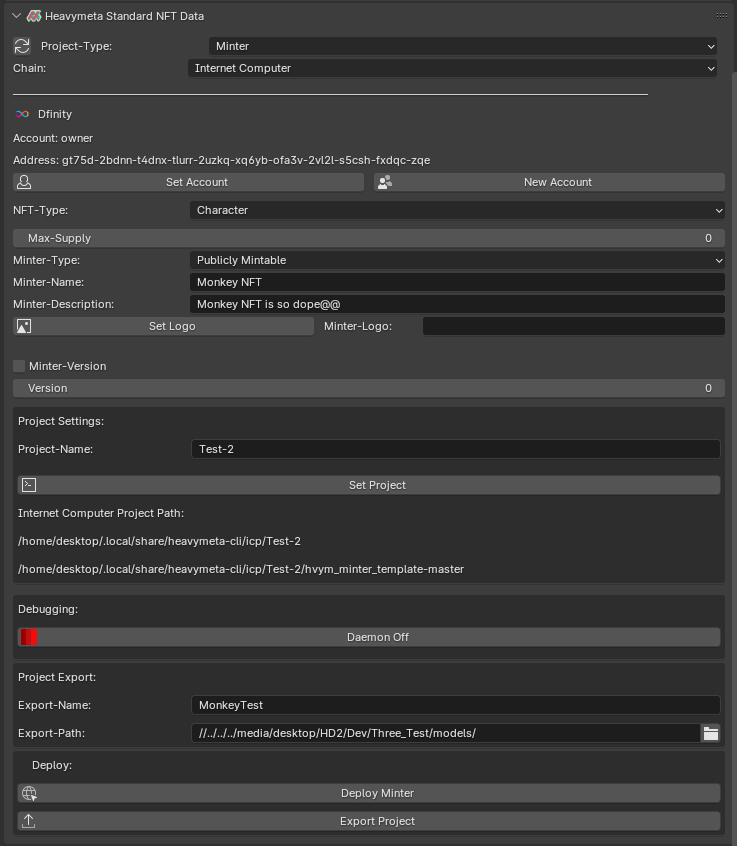 Heavymeta Standard NFT Data
Project-Type: Minter
Chain: Internet Computer
Dfinity
Account: owner
Address: gt75d-2bdnn-t4dnx-tlurr-2uzkq-xq6yb-ofa3v-2vl2l-s5csh-fxdqc-zqe
Set Account New Account
NFT-Type: Character
Max-Supply 0
Minter-Type: Publicly Mintable
Minter-Name: Monkey NFT
Minter-Description: Monkey NFT is so dope@@
Set Logo Minter-Logo:
Minter-Version
Version 0
Project Settings:
Project-Name: Test-2
Set Project
Internet Computer Project Path:
/home/desktop/.local/share/heavymeta-cli/icp/Test-2
/home/desktop/.local/share/heavymeta-cli/icp/Test-2/hvym_minter_template-master
Debugging:
Daemon Off
Project Export:
Export-Name: MonkeyTest
Export-Path: //../../../media/desktop/HD2/Dev/Three_Test/models/
Deploy:
Deploy Minter
Export Project